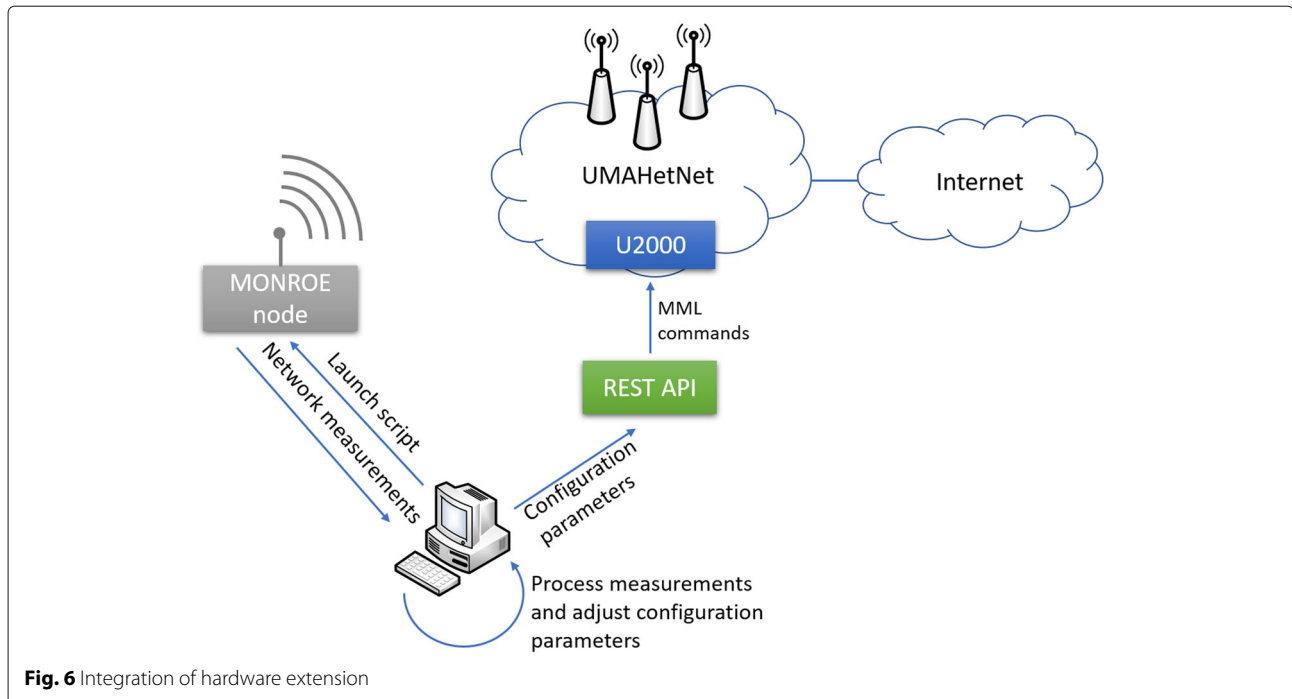 UMAHetNet
Internet
U2000
MONROE
node
MML
commands
REST API
Launch script
Network measurements
Configuration
parameters
Process measurements
and adjust configuration
parameters
Fig. 6 Integration of hardware extension